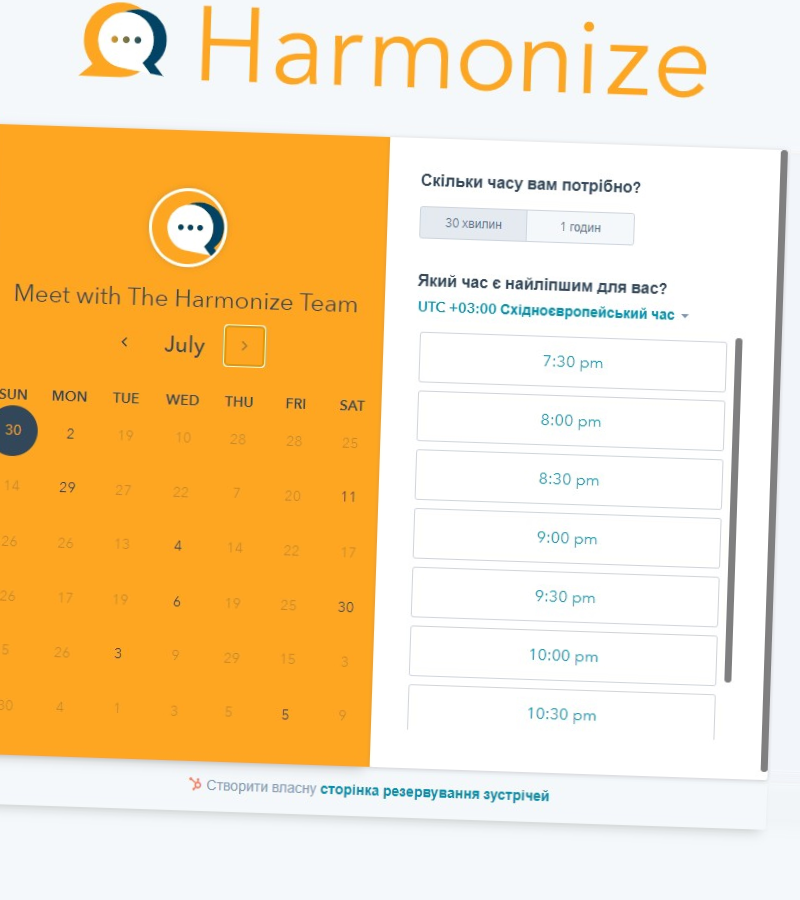 Harmonize
Meet with The Harmonize Team
July
SUN MON TUE WED THU FRI SAT
30 2 19 10 28 28 25
14 29 27 22 7 20 11
26 26 13 4 14 22 17
26 17 19 6 19 25 30
5 26 3 9 29 15 3
30 4 1 3 5 5 9
Скільки часу вам потрібно?
30 хвилин 1 годин
Який час є найліпшим для вас?
UTC +03:00 Східноєвропейський час
7:30 pm
8:00 pm
8:30 pm
9:00 pm
9:30 pm
10:00 pm
10:30 pm
Створити власну сторінка резервування зустрічей